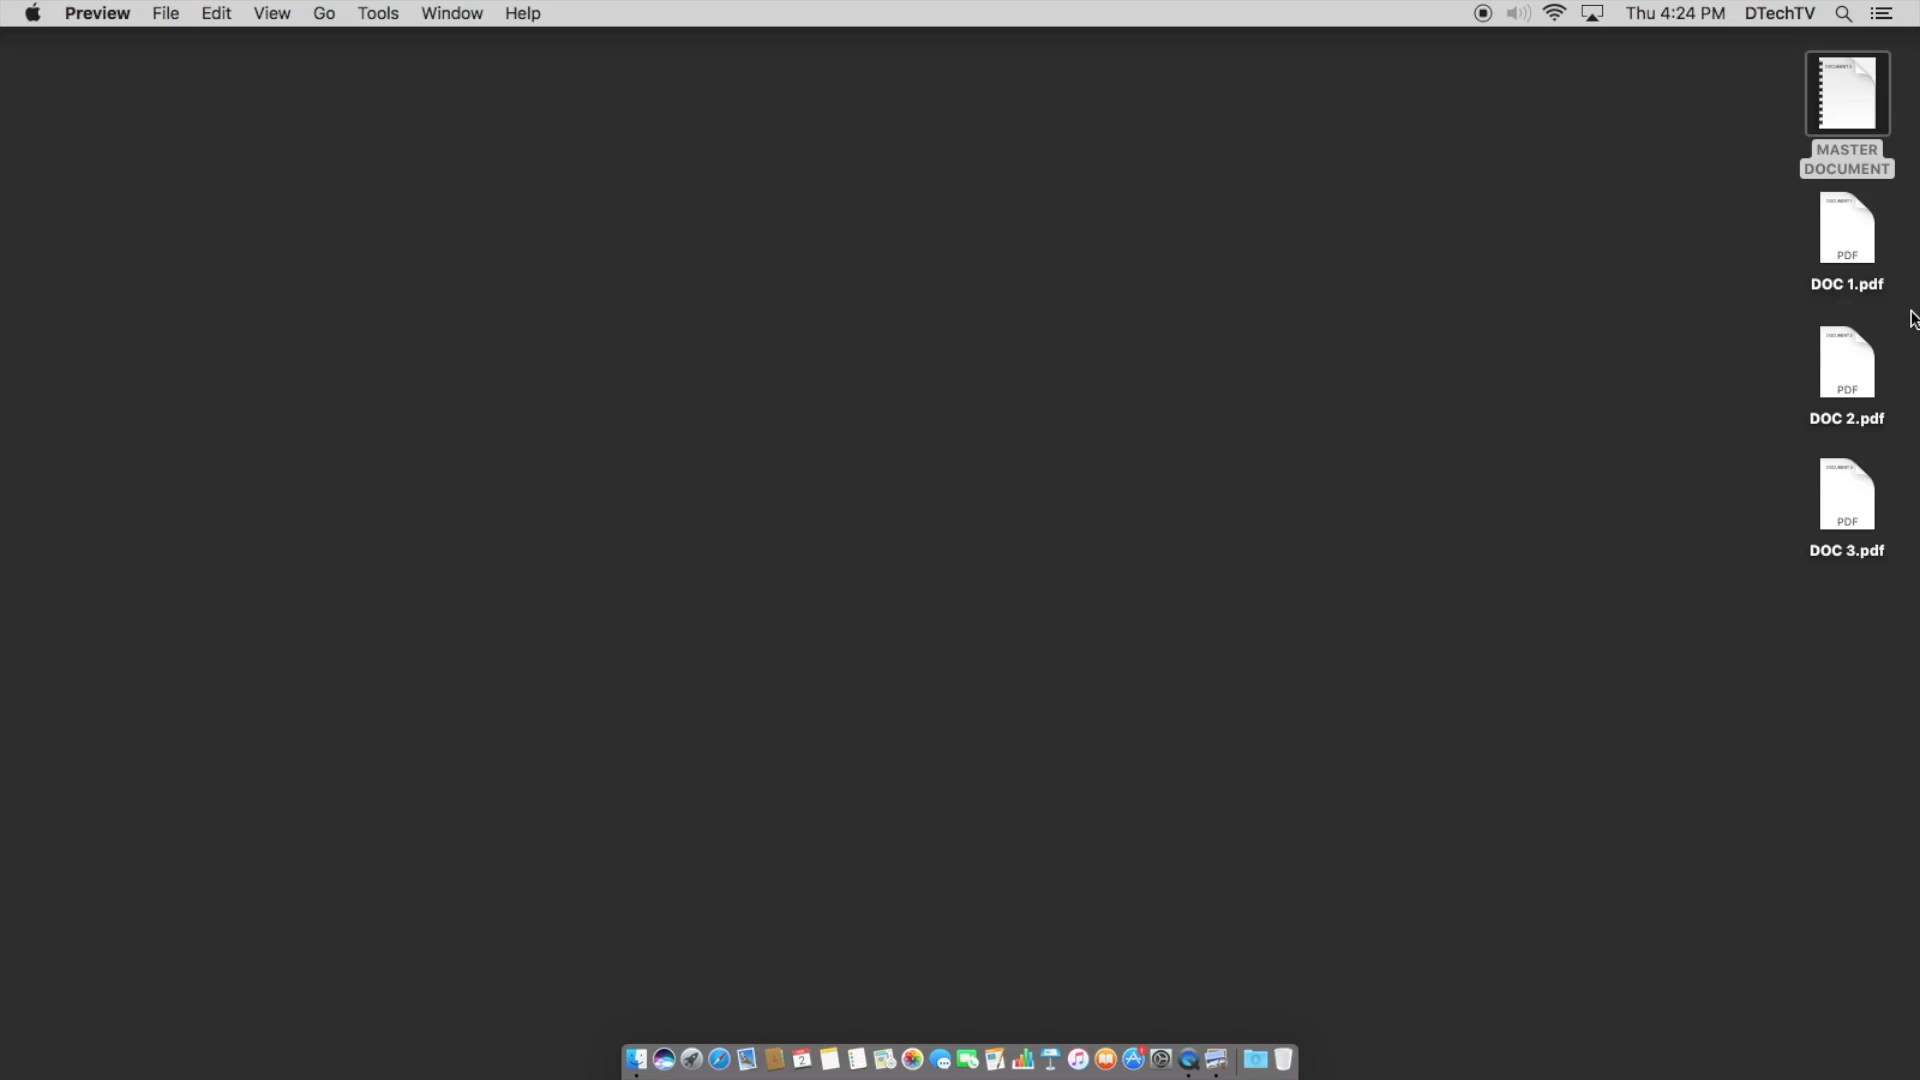 Preview File Edit View Go Tools Window Help Thu 4:24 PM DTechTV
MASTER
DOCUMENT
PDF
DOC 1.pdf
PDF
DOC 2.pdf
PDF
DOC 3.pdf
2